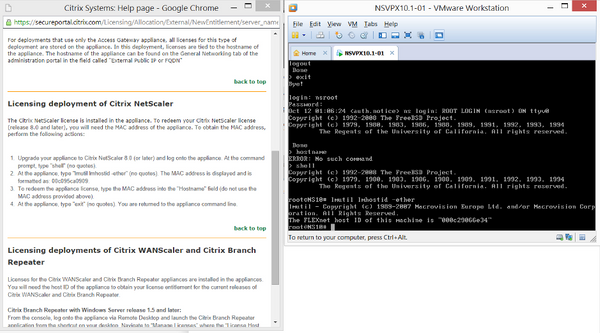 Citrix Systems: Help page - Google Chrome
https://secureportal.citrix.com/Licensing/Allocation/External/NewEntitlement/server_name
For deployments that use only the Access Gateway appliance, all licenses for this type of
deployment are stored on the appliance. In this deployment, licenses are tied to the hostname of
the appliance. The hostname of the appliance can be found on the General Networking tab of the
administration portal in the field called "External Public IP or FQDN"
back to top
Licensing deployment of Citrix NetScaler
The Citrix NetScaler license is installed in the appliance. To redeem your Citrix NetScaler license
(release 8.0 and later), you will need the MAC address of the appliance. To obtain the MAC address,
perform the following actions:
1. Upgrade your appliance to Citrix NetScaler 8.0 (or later) and log onto the appliance. At the command
prompt, type "shell" (no quotes).
2. At the appliance, type "lmutil lmhostid -ether" (no quotes). The MAC address is displayed and is
formatted as: 00c095ca0909.
3. To redeem the appliance license, type the MAC address into the "Hostname" field (do not use the
MAC address provided above).
4. At the appliance, type "exit" (no quotes). You are returned to the appliance command line.
back to top
Licensing deployments of Citrix WANScaler and Citrix Branch
Repeater
Licenses for the Citrix WANScaler and Citrix Branch Repeater appliances are installed in the appliances.
You will need the host ID of the appliance to obtain your license entitlement for the current releases of
Citrix WANScaler and Citrix Branch Repeater.
Citrix Branch Repeater with Windows Server release 1.5 and later:
From the console, log onto the appliance via Remote Desktop and launch the Citrix Branch Repeater
application from the shortcut on your desktop. Navigate to "Manage Licenses" where the "License Host
NSVPX10.1-01 - VMware Workstation
File Edit View VM Tabs Help
Home
NSVPX10.1-01
logout
Done
> exit
Bye!
login: nsroot
Password:
Oct 12 01:06:24 <auth.notice> ns login: ROOT LOGIN (nsroot) ON ttyv0
Copyright (c) 1992-2008 The FreeBSD Project.
Copyright (c) 1979, 1980, 1983, 1986, 1988, 1989, 1991, 1992, 1993, 1994
The Regents of the University of California. All rights reserved.
Done
> hostname
ERROR: No such command
> shell
Copyright (c) 1992-2008 The FreeBSD Project.
Copyright (c) 1979, 1980, 1983, 1986, 1988, 1989, 1991, 1992, 1993, 1994
The Regents of the University of California. All rights reserved.
root@NS10# lmutil lmhostid -ether
lmutil - Copyright (c) 1989-2007 Macrovision Europe Ltd. and/or Macrovision Corp
oration. All Rights Reserved.
The FLEXnet host ID of this machine is "000c29066e34"
root@NS10#
To return to your computer, press Ctrl+Alt.